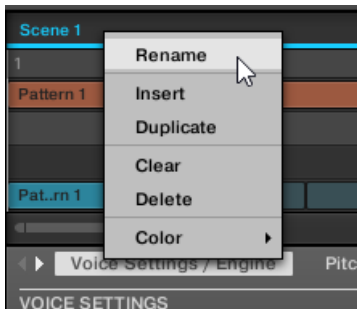 Scene 1
1
Rename
Pattern 1
Insert
Duplicate
Clear
Pat..rn 1
Delete
Color
Voice Settings / Engine
Pitc
VOICE SETTINGS